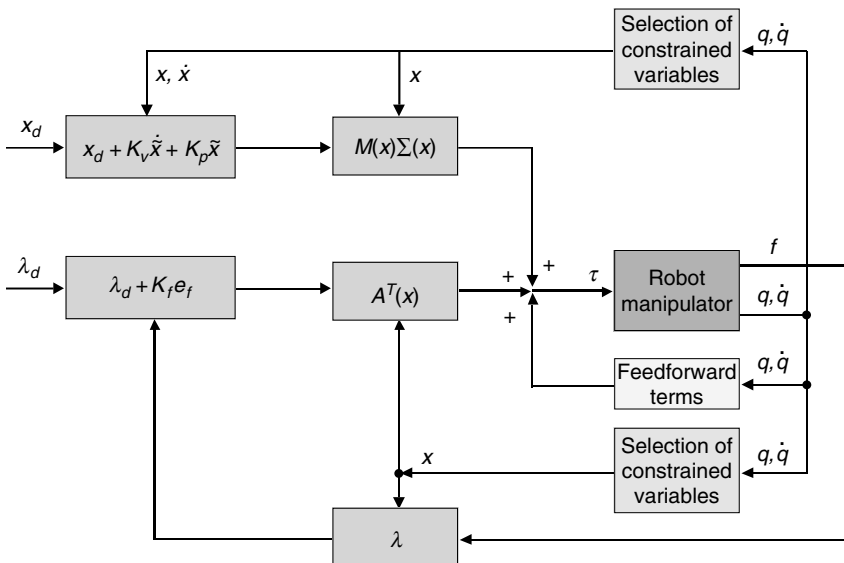 Selection of
constrained
variables
q, q̇
x, ẋ
x
x_d
x_d + K_v x̃̇ + K_p x̃
M(x)Σ(x)
+
λ_d
λ_d + K_f e_f
A^T(x)
+
+
τ
Robot
manipulator
f
q, q̇
Feedforward
terms
q, q̇
x
Selection of
constrained
variables
q, q̇
λ